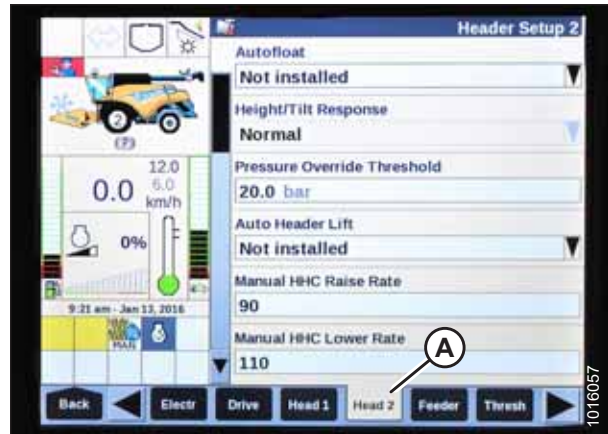 Header Setup 2
Autofloat
Not installed
Height/Tilt Response
Normal
Pressure Override Threshold
20.0 bar
Auto Header Lift
Not installed
Manual HHC Raise Rate
90
Manual HHC Lower Rate
110
2
(P)
12.0
6.0
0.0 km/h
0%
9:21 am - Jan 13, 2016
MAN
A
Back
Electr
Drive
Head 1
Head 2
Feeder
Thresh
1016057